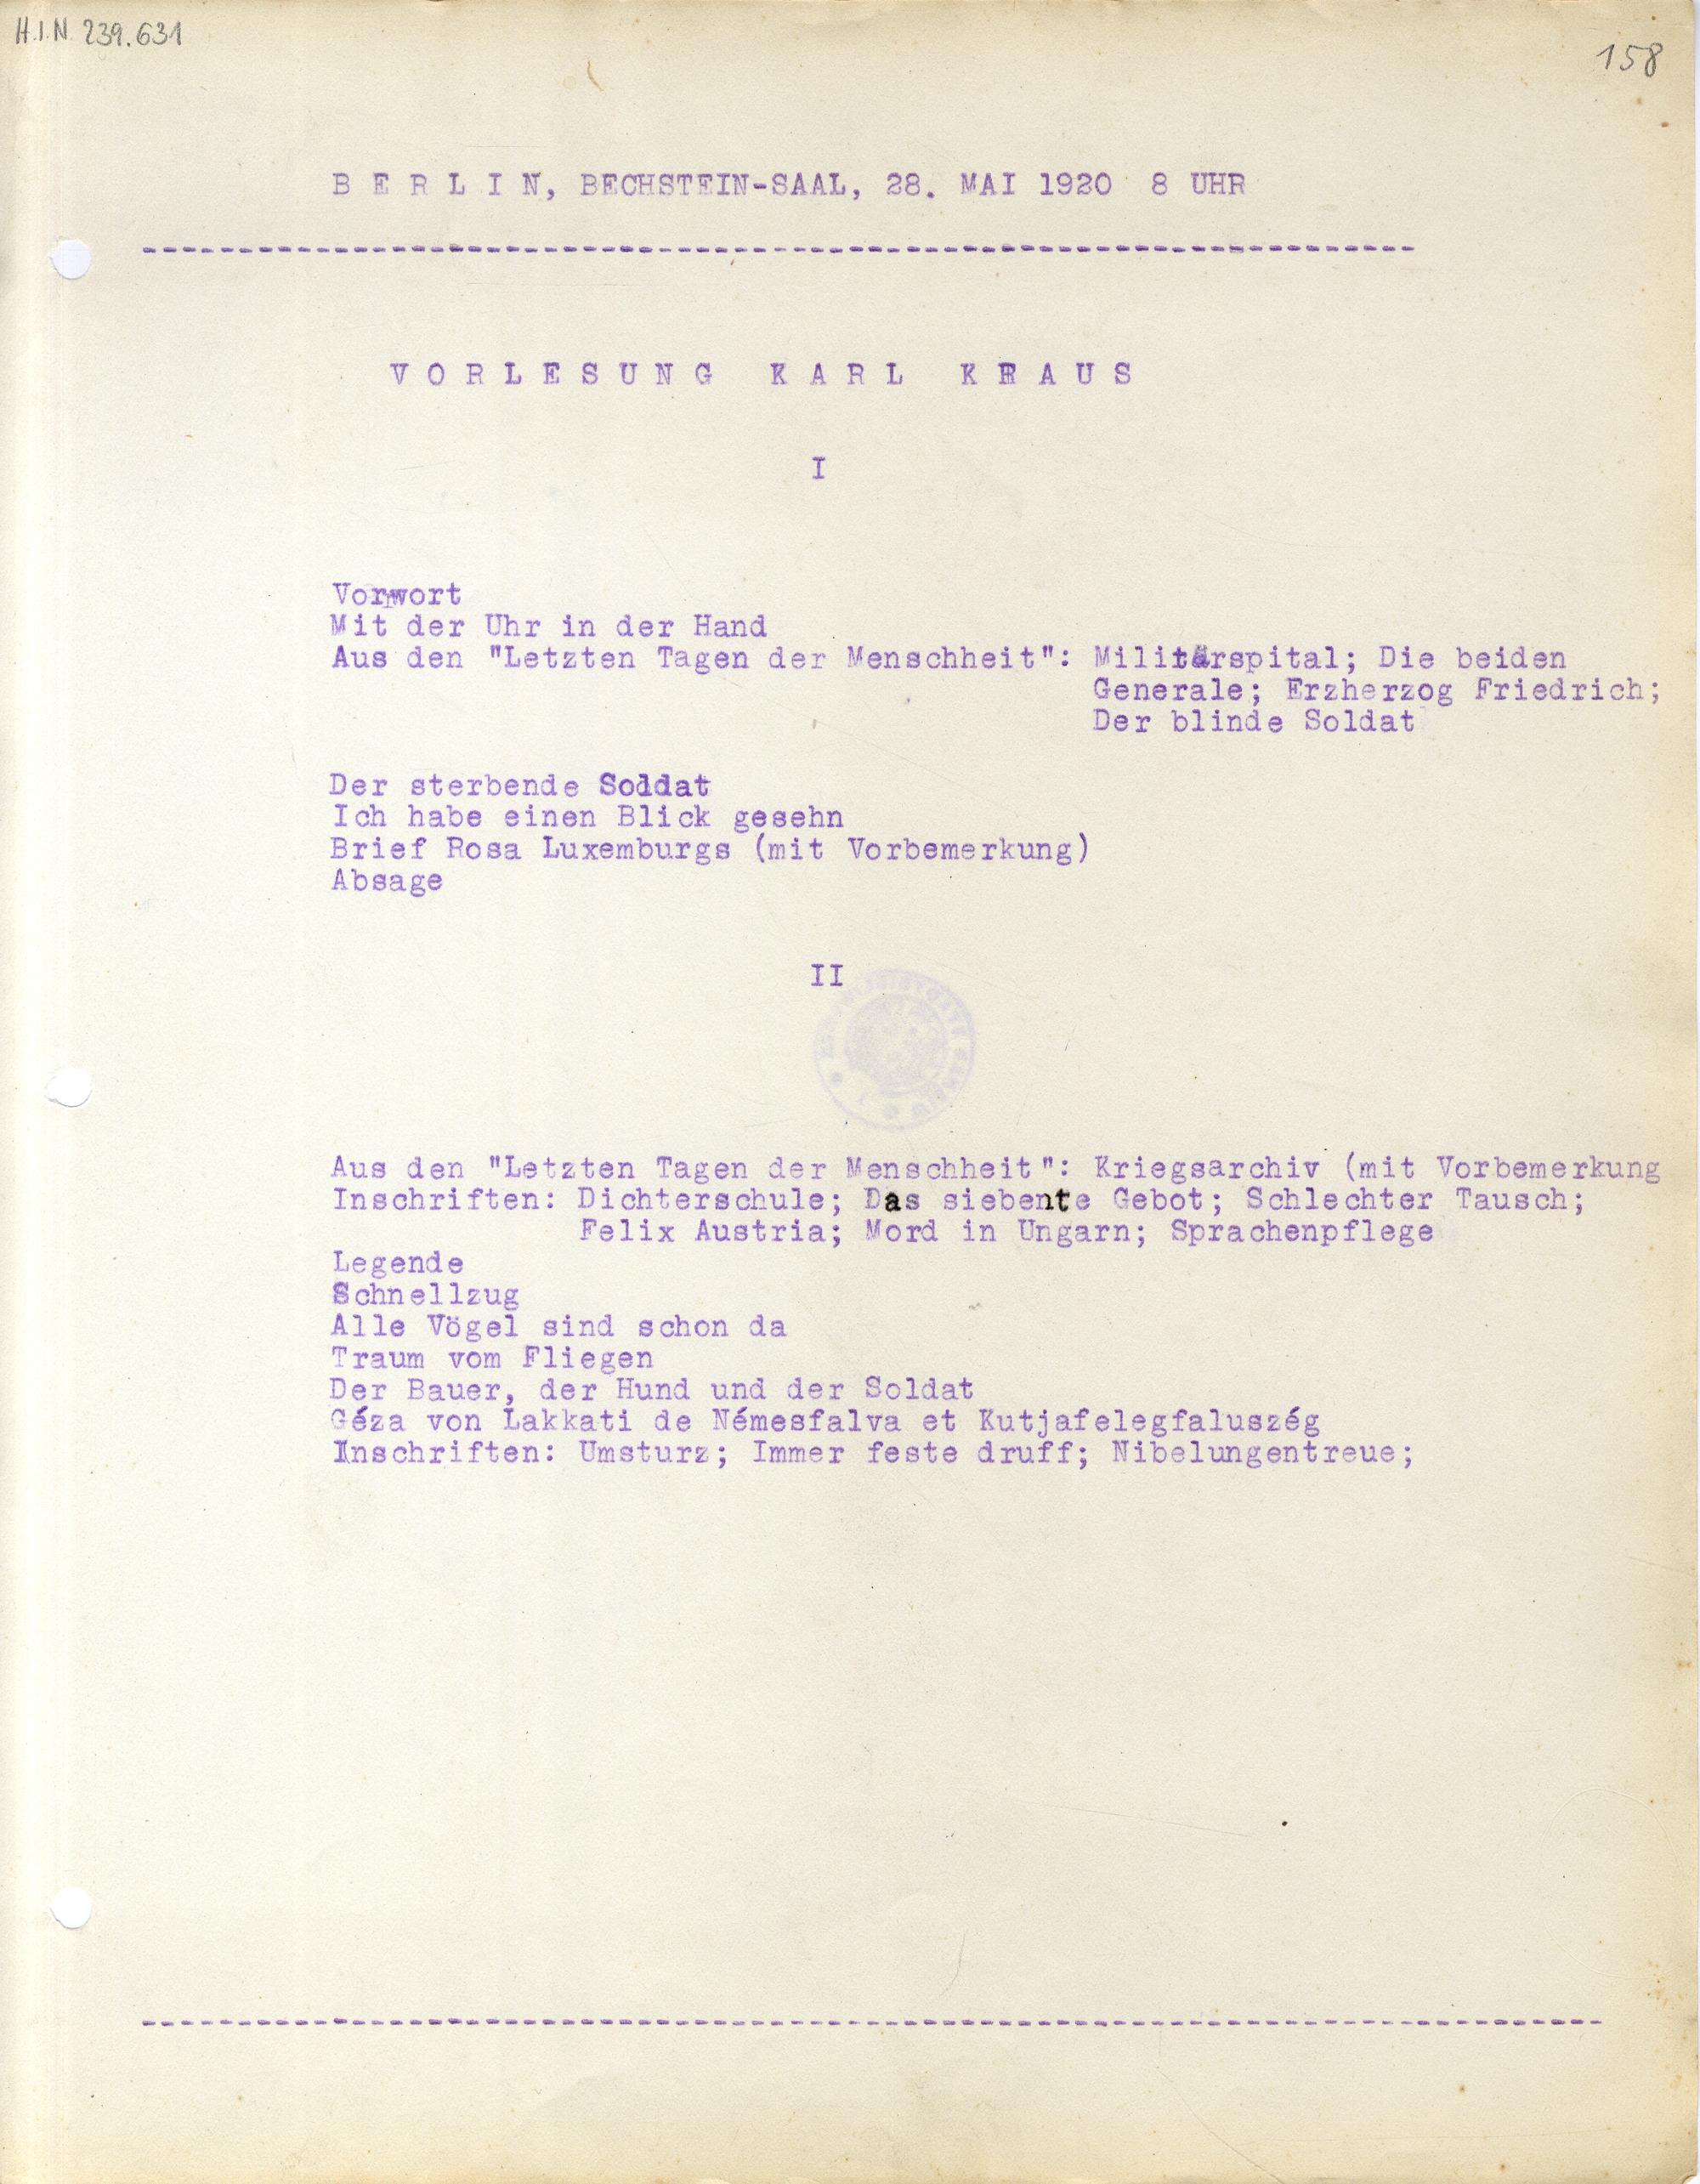 H.I.N. 239.631
158
B E R L I N, BECHSTEIN-SAAL, 28. MAI 1920 8 UHR
V O R L E S U N G   K A R L   K R A U S
I
Vorwort
Mit der Uhr in der Hand
Aus den "Letzten Tagen der Menschheit": Militärspital; Die beiden
Generale; Erzherzog Friedrich;
Der blinde Soldat
Der sterbende Soldat
Ich habe einen Blick gesehn
Brief Rosa Luxemburgs (mit Vorbemerkung)
Absage
II
Aus den "Letzten Tagen der Menschheit": Kriegsarchiv (mit Vorbemerkung
Inschriften: Dichterschule; Das siebente Gebot; Schlechter Tausch;
Felix Austria; Mord in Ungarn; Sprachenpflege
Legende
Schnellzug
Alle Vögel sind schon da
Traum vom Fliegen
Der Bauer, der Hund und der Soldat
Géza von Lakkati de Némesfalva et Kutjafelegfaluszég
Inschriften: Umsturz; Immer feste druff; Nibelungentreue;